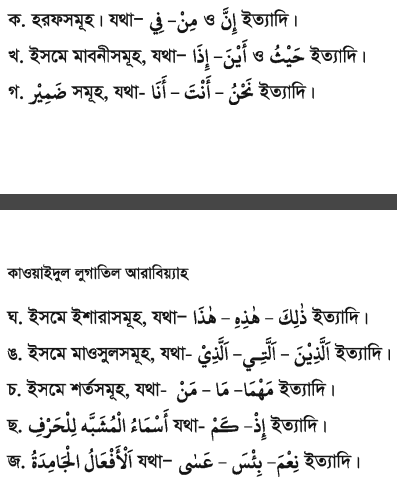 ক. হরফসমূহ। যথা– فِي – مِنْ ও إِنَّ ইত্যাদি।
খ. ইসমে মাবনীসমূহ, যথা– إِذَا – أَيْنَ ও حَيْثُ ইত্যাদি।
গ. ضَمِيْر সমূহ, যথা- أَنَا – أَنْتَ – نَحْنُ ইত্যাদি।
কাওয়াইদুল লুগাতিল আরাবিয়্যাহ
ঘ. ইসমে ইশারাসমূহ, যথা– هٰذَا – هٰذِهِ – ذٰلِكَ ইত্যাদি।
ঙ. ইসমে মাওসুলসমূহ, যথা- اَلَّذِيْ – اَلَّتِي – اَلَّذِيْنَ ইত্যাদি।
চ. ইসমে শর্তসমূহ, যথা- مَنْ – مَا – مَهْمَا ইত্যাদি।
ছ. أَسْمَاءُ الْمُشَبَّه لِلْحَرْفِ যথা- كَمْ – إِذْ ইত্যাদি।
জ. اَلْأَفْعَالُ الْجَامِدَةُ যথা– عَسٰى – بِئْسَ – نِعْمَ ইত্যাদি।